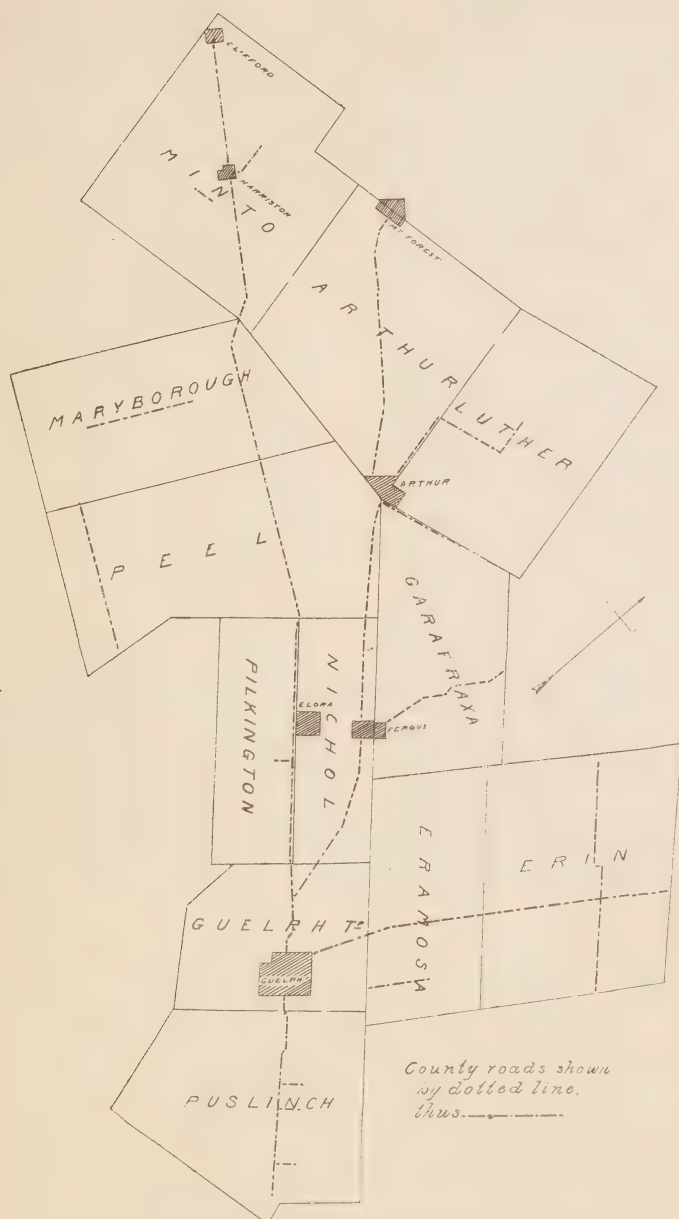 CLIFFORD
MINTO
HARRISTON
MT FOREST
ARTHUR
MARYBOROUGH
LUTHER
ARTHUR
PEEL
GARAFRAXA
PILKINGTON
NICHOL
ELORA
FERGUS
ERAMOSA
ERIN
GUELRH Tp
GUELPH
PUSLINCH
County roads shown
by dotted line,
thus